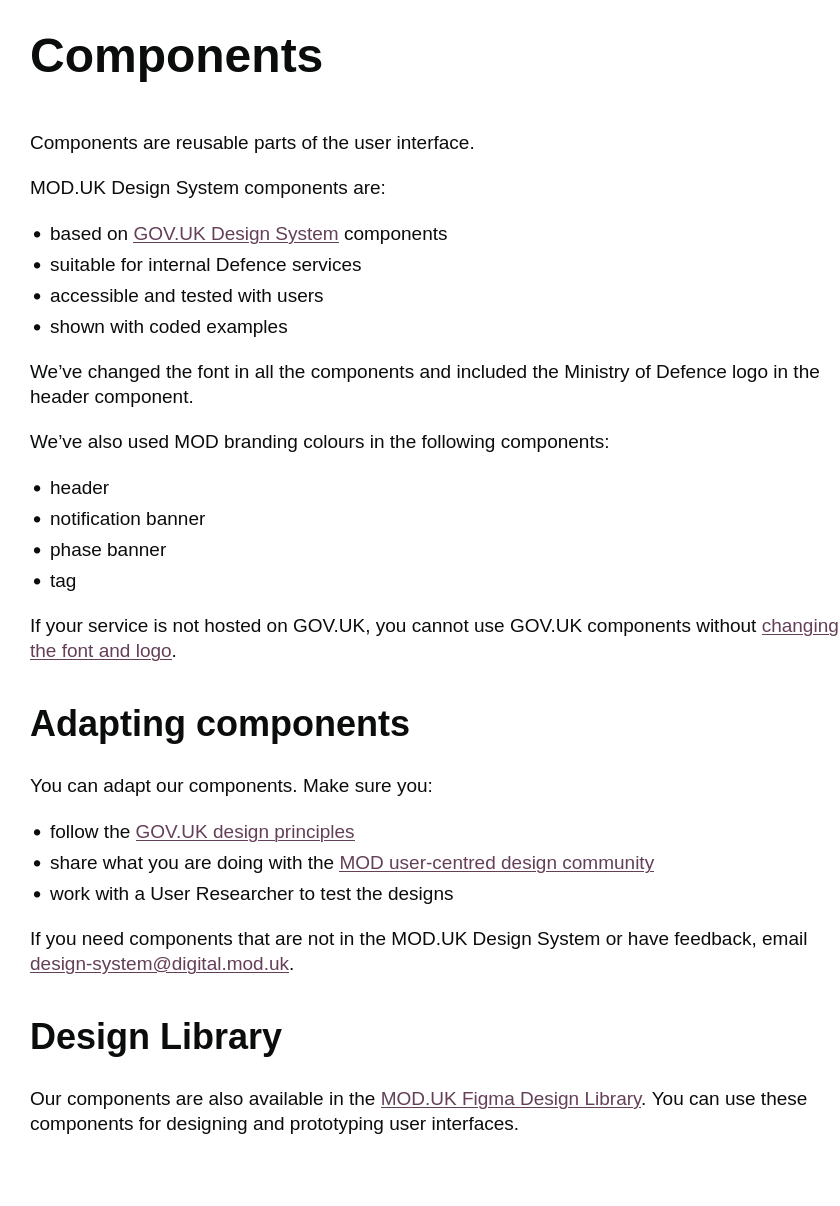 Components
Components are reusable parts of the user interface.
MOD.UK Design System components are:
• based on GOV.UK Design System components
• suitable for internal Defence services
• accessible and tested with users
• shown with coded examples
We’ve changed the font in all the components and included the Ministry of Defence logo in the
header component.
We’ve also used MOD branding colours in the following components:
• header
• notification banner
• phase banner
• tag
If your service is not hosted on GOV.UK, you cannot use GOV.UK components without changing
the font and logo.
Adapting components
You can adapt our components. Make sure you:
• follow the GOV.UK design principles
• share what you are doing with the MOD user-centred design community
• work with a User Researcher to test the designs
If you need components that are not in the MOD.UK Design System or have feedback, email
design-system@digital.mod.uk.
Design Library
Our components are also available in the MOD.UK Figma Design Library. You can use these
components for designing and prototyping user interfaces.